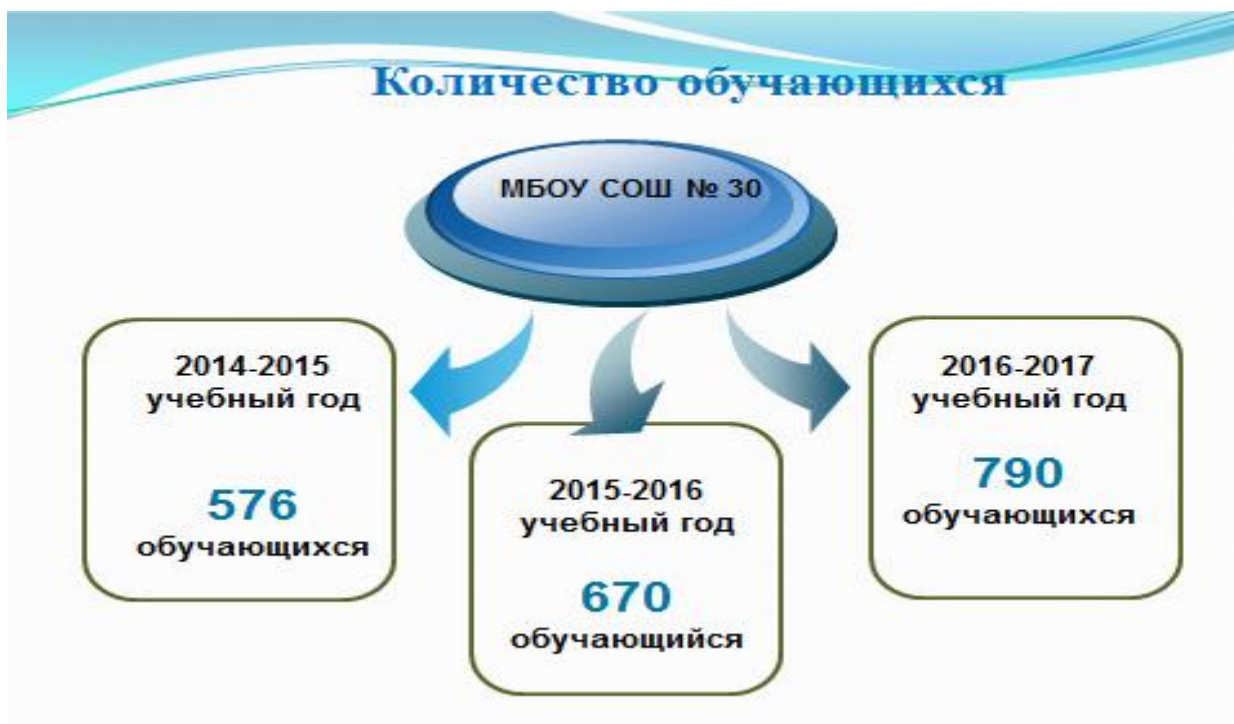 Количество обучающихся
МБОУ СОШ № 30
2014-2015
учебный год
576
обучающихся
2015-2016
учебный год
670
обучающийся
2016-2017
учебный год
790
обучающихся